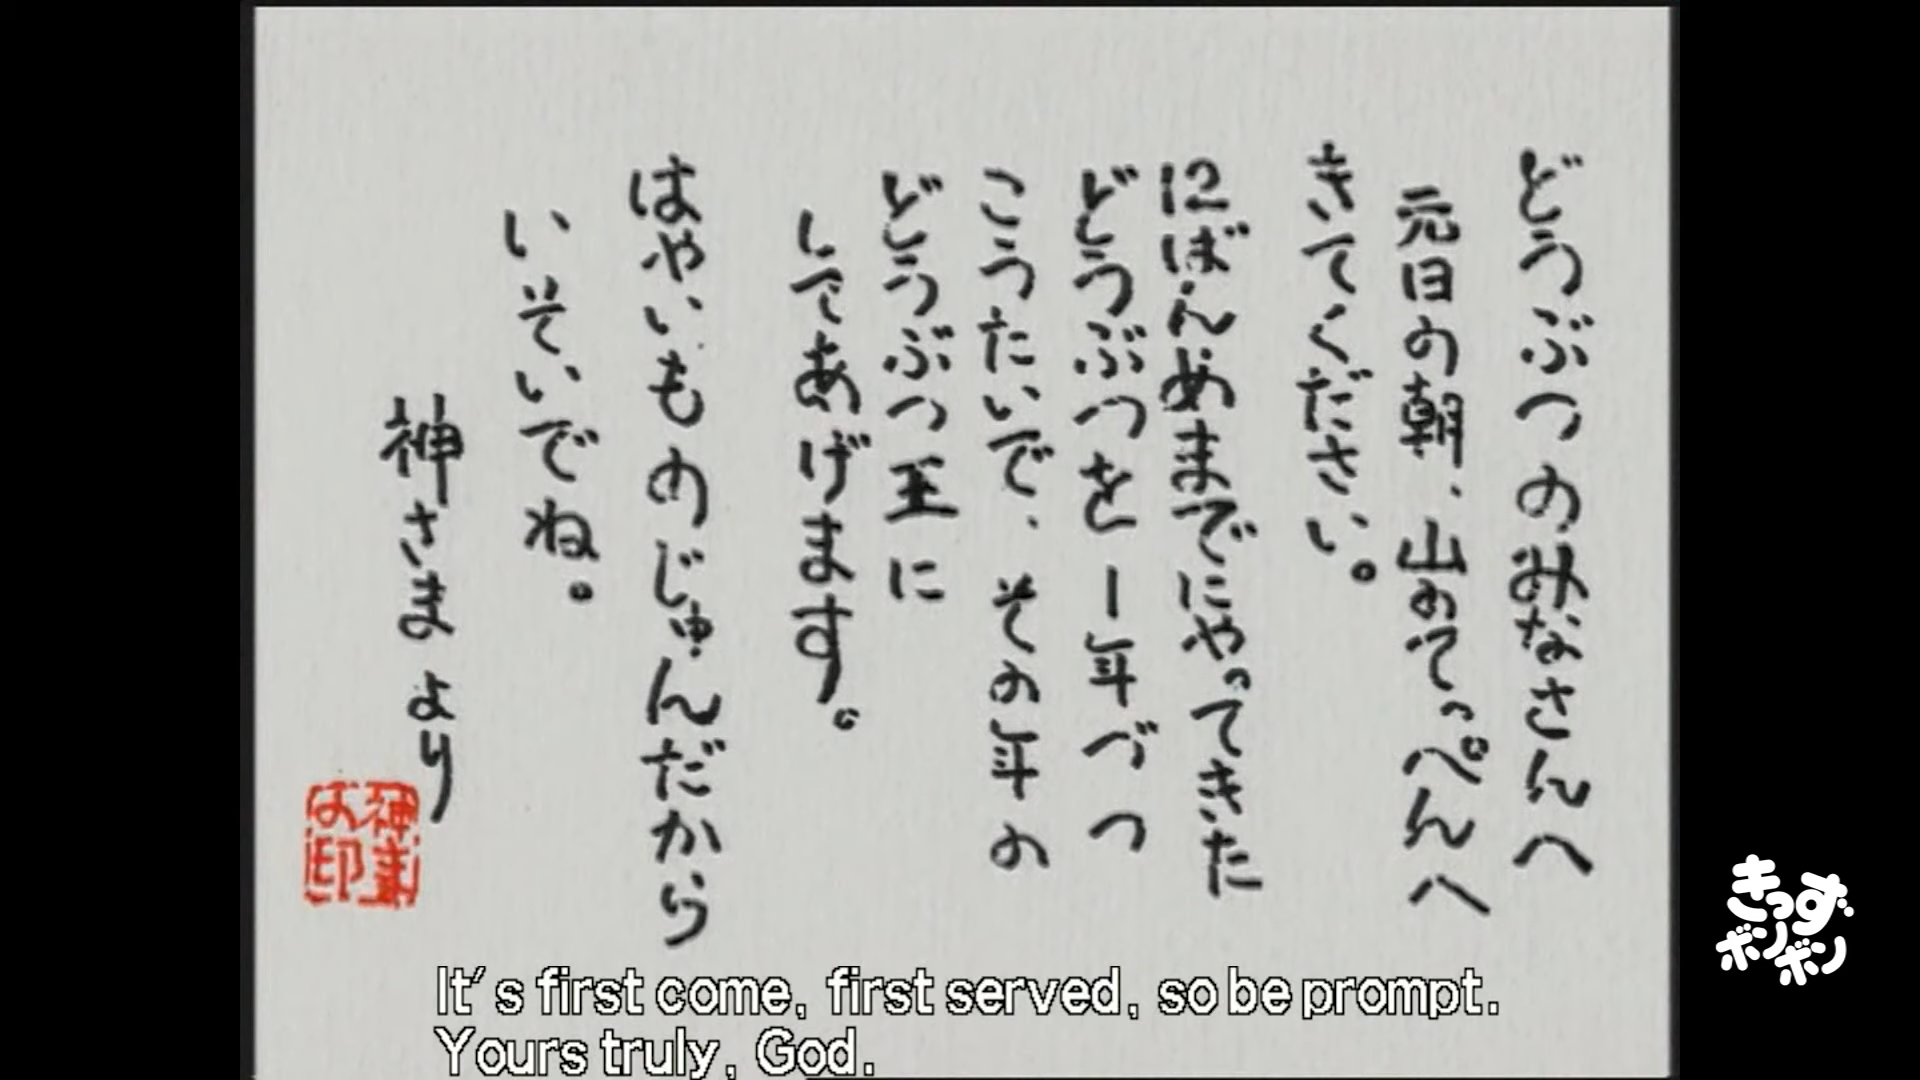 どうぶつのみなさんへ
元日の朝、山のてっぺんへ
きてください。
12ばんめまでにやってきた
どうぶつを1年づつ
こうたいで、その年の
どうぶつ王に
してあげます。
はやいものじゅんだから
いそいでね。
神さまより
It's first come, first served, so be prompt.
Yours truly, God.
きっず
ボンボン